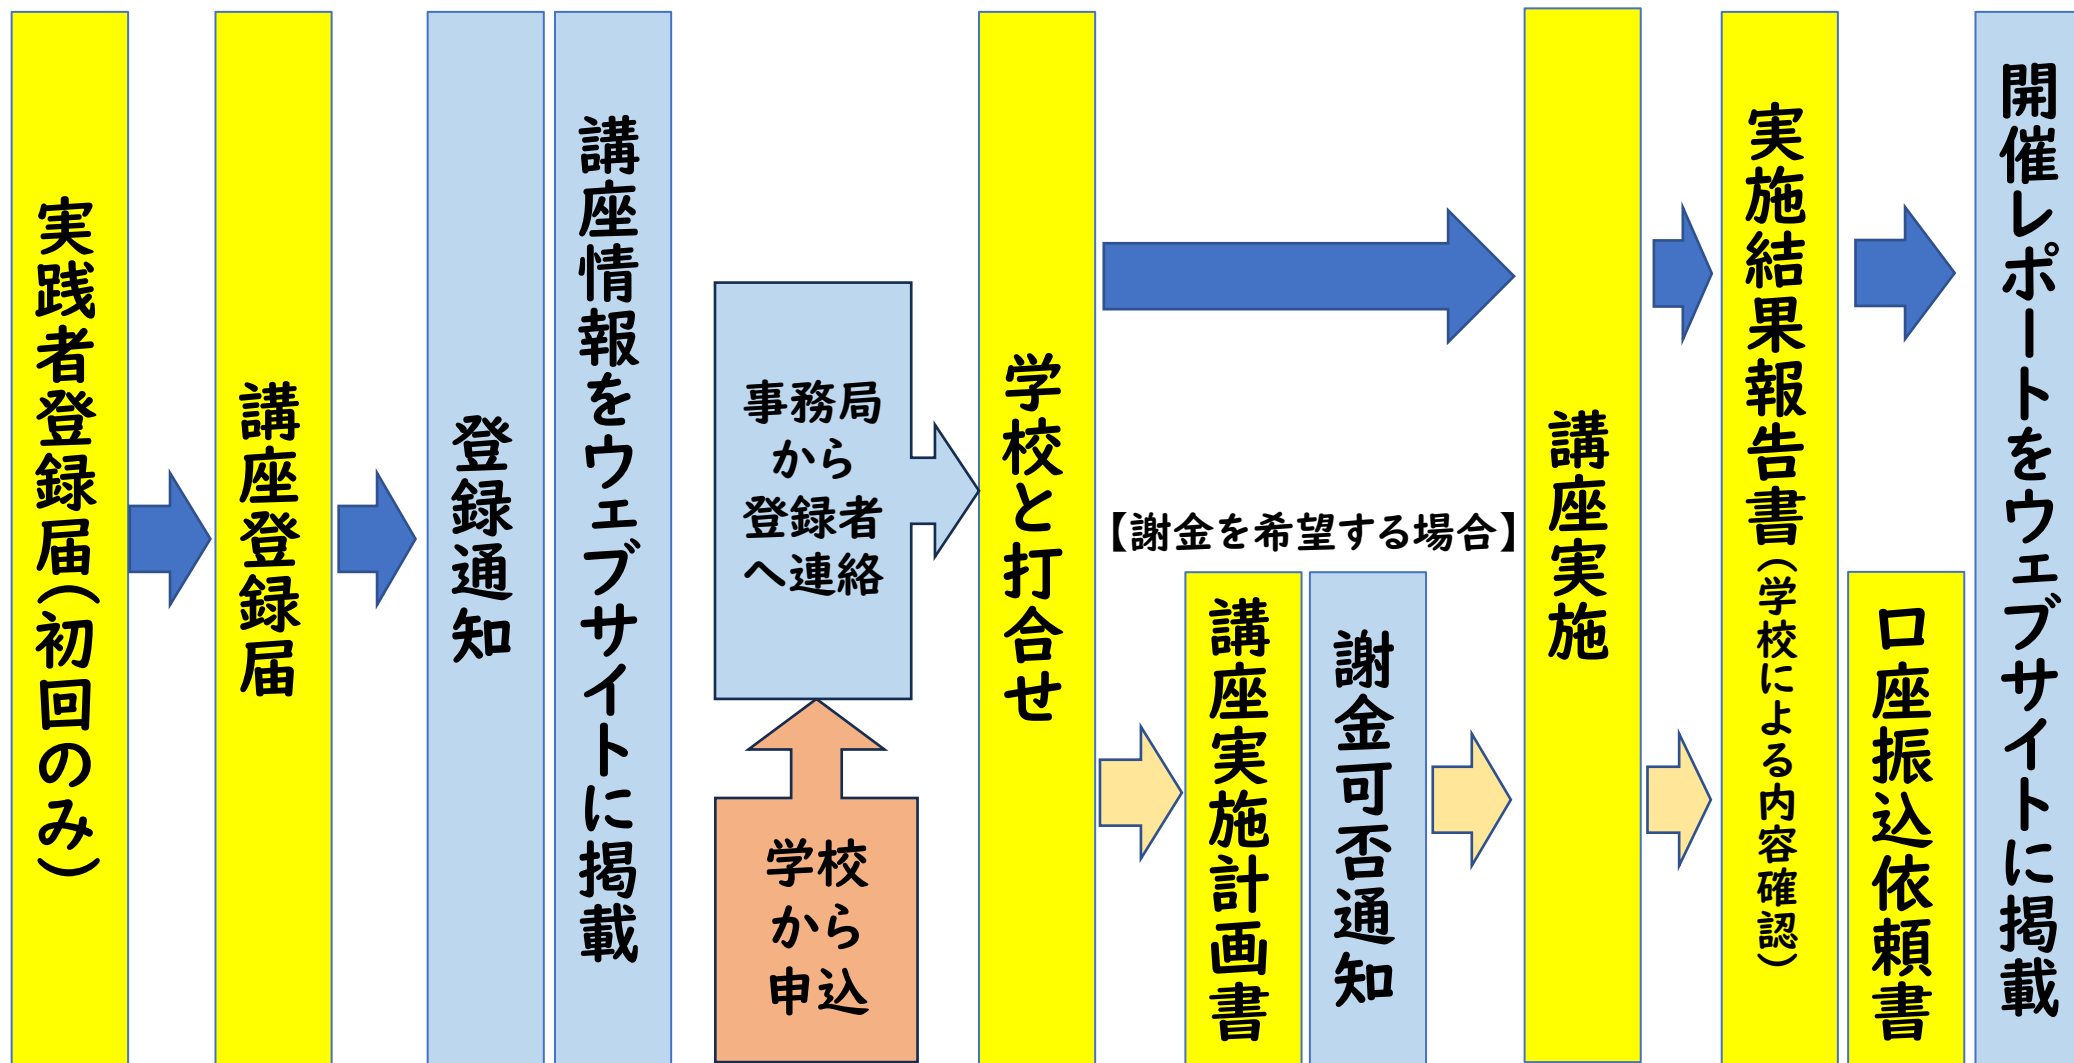 実践者登録届(初回のみ)
講座登録届
登録通知
講座情報をウェブサイトに掲載
事務局
から
登録者
へ連絡
学校
から
申込
学校と打合せ
【謝金を希望する場合】
講座実施計画書
謝金可否通知
講座実施
実施結果報告書(学校による内容確認)
口座振込依頼書
開催レポートをウェブサイトに掲載